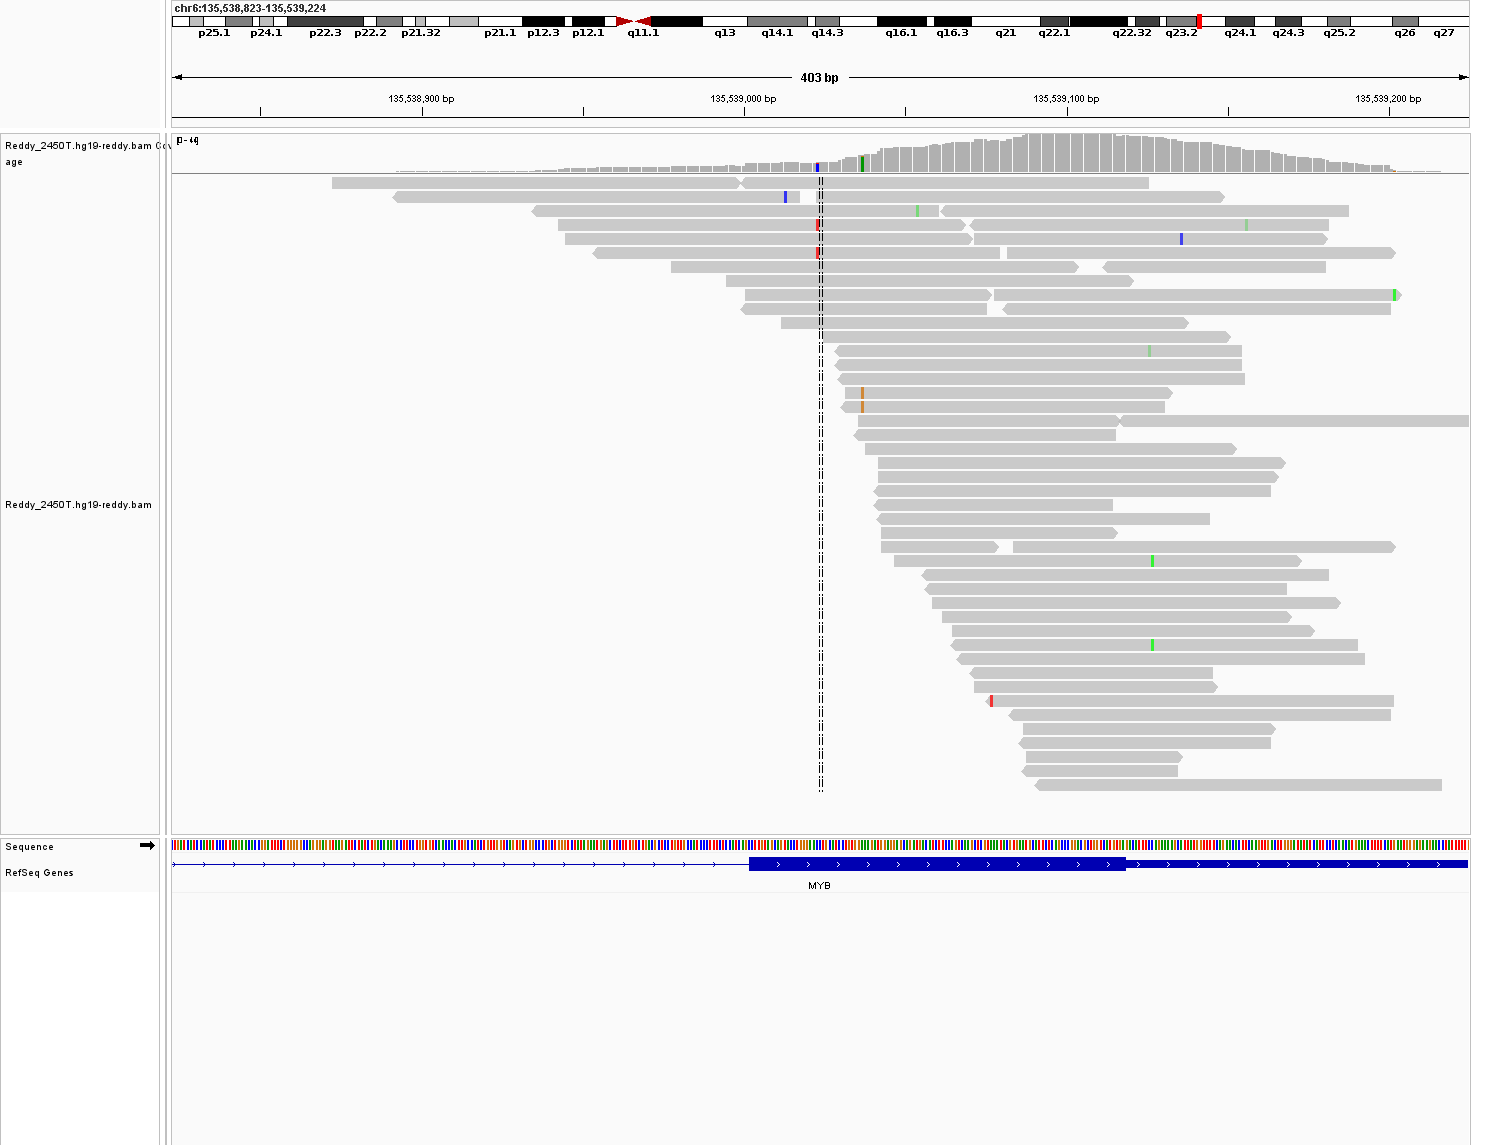 chr6:135,538,823-135,539,224
p25.1 p24.1 p22.3 p22.2 p21.32 p21.1 p12.3 p12.1 q11.1 q13 q14.1 q14.3 q16.1 q16.3 q21 q22.1 q22.32 q23.2 q24.1 q24.3 q25.2 q26 q27
403 bp
135,538,900 bp 135,539,000 bp 135,539,100 bp 135,539,200 bp
Reddy_2450T.hg19-reddy.bam Cov
age
[0 - 44]
Reddy_2450T.hg19-reddy.bam
Sequence
RefSeq Genes
MYB